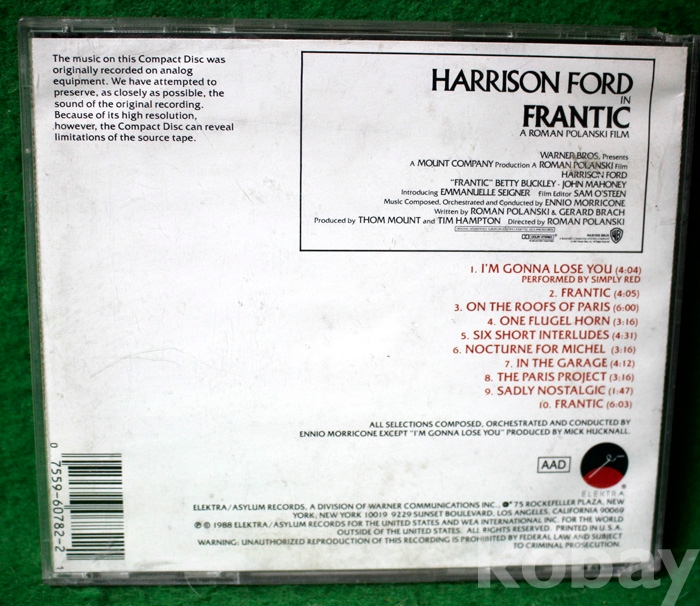 The music on this Compact Disc was
originally recorded on analog
equipment. We have attempted to
preserve, as closely as possible, the
sound of the original recording.
Because of its high resolution,
however, the Compact Disc can reveal
limitations of the source tape.
HARRISON FORD
IN
FRANTIC
A ROMAN POLANSKI FILM
WARNER BROS. Presents
A MOUNT COMPANY Production A ROMAN POLANSKI Film
HARRISON FORD
"FRANTIC" BETTY BUCKLEY · JOHN MAHONEY
Introducing EMMANUELLE SEIGNER Film Editor SAM O'STEEN
Music Composed, Orchestrated and Conducted by ENNIO MORRICONE
Written by ROMAN POLANSKI & GERARD BRACH
Produced by THOM MOUNT and TIM HAMPTON Directed by ROMAN POLANSKI
DOLBY STEREO
1. I'M GONNA LOSE YOU (4:04)
PERFORMED BY SIMPLY RED
2. FRANTIC (4:05)
3. ON THE ROOFS OF PARIS (6:00)
4. ONE FLUGEL HORN (3:16)
5. SIX SHORT INTERLUDES (4:31)
6. NOCTURNE FOR MICHEL (3:16)
7. IN THE GARAGE (4:12)
8. THE PARIS PROJECT (3:16)
9. SADLY NOSTALGIC (1:47)
10. FRANTIC (6:03)
ALL SELECTIONS COMPOSED, ORCHESTRATED AND CONDUCTED BY
ENNIO MORRICONE EXCEPT "I'M GONNA LOSE YOU" PRODUCED BY MICK HUCKNALL.
AAD
ELEKTRA
0 7559-60782-2 1
ELEKTRA/ASYLUM RECORDS, A DIVISION OF WARNER COMMUNICATIONS INC., 75 ROCKEFELLER PLAZA, NEW
YORK, NEW YORK 10019 9229 SUNSET BOULEVARD, LOS ANGELES, CALIFORNIA 90069
℗ © 1988 ELEKTRA/ASYLUM RECORDS FOR THE UNITED STATES AND WEA INTERNATIONAL INC. FOR THE WORLD
OUTSIDE OF THE UNITED STATES. ALL RIGHTS RESERVED. PRINTED IN U.S.A.
WARNING: UNAUTHORIZED REPRODUCTION OF THIS RECORDING IS PROHIBITED BY FEDERAL LAW AND SUBJECT
TO CRIMINAL PROSECUTION.
kobay